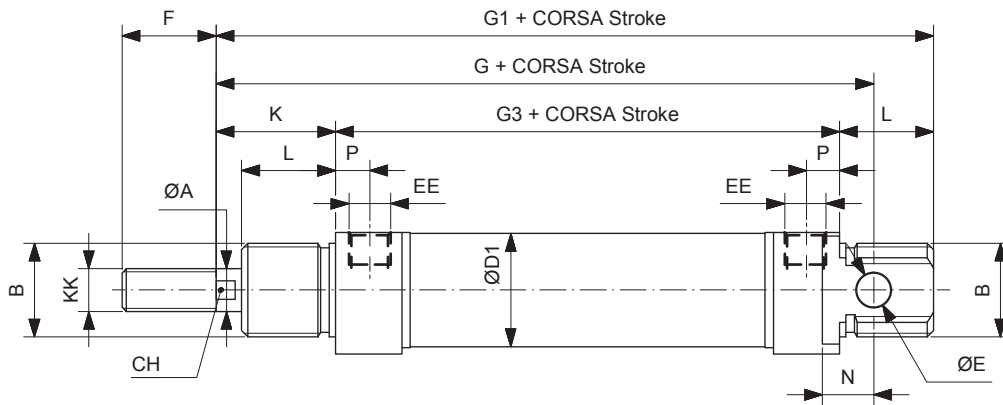 F
G1 + CORSA Stroke
G + CORSA Stroke
K
G3 + CORSA Stroke
L
L
P
P
ØA
EE
EE
B
KK
ØD1
B
CH
N
ØE